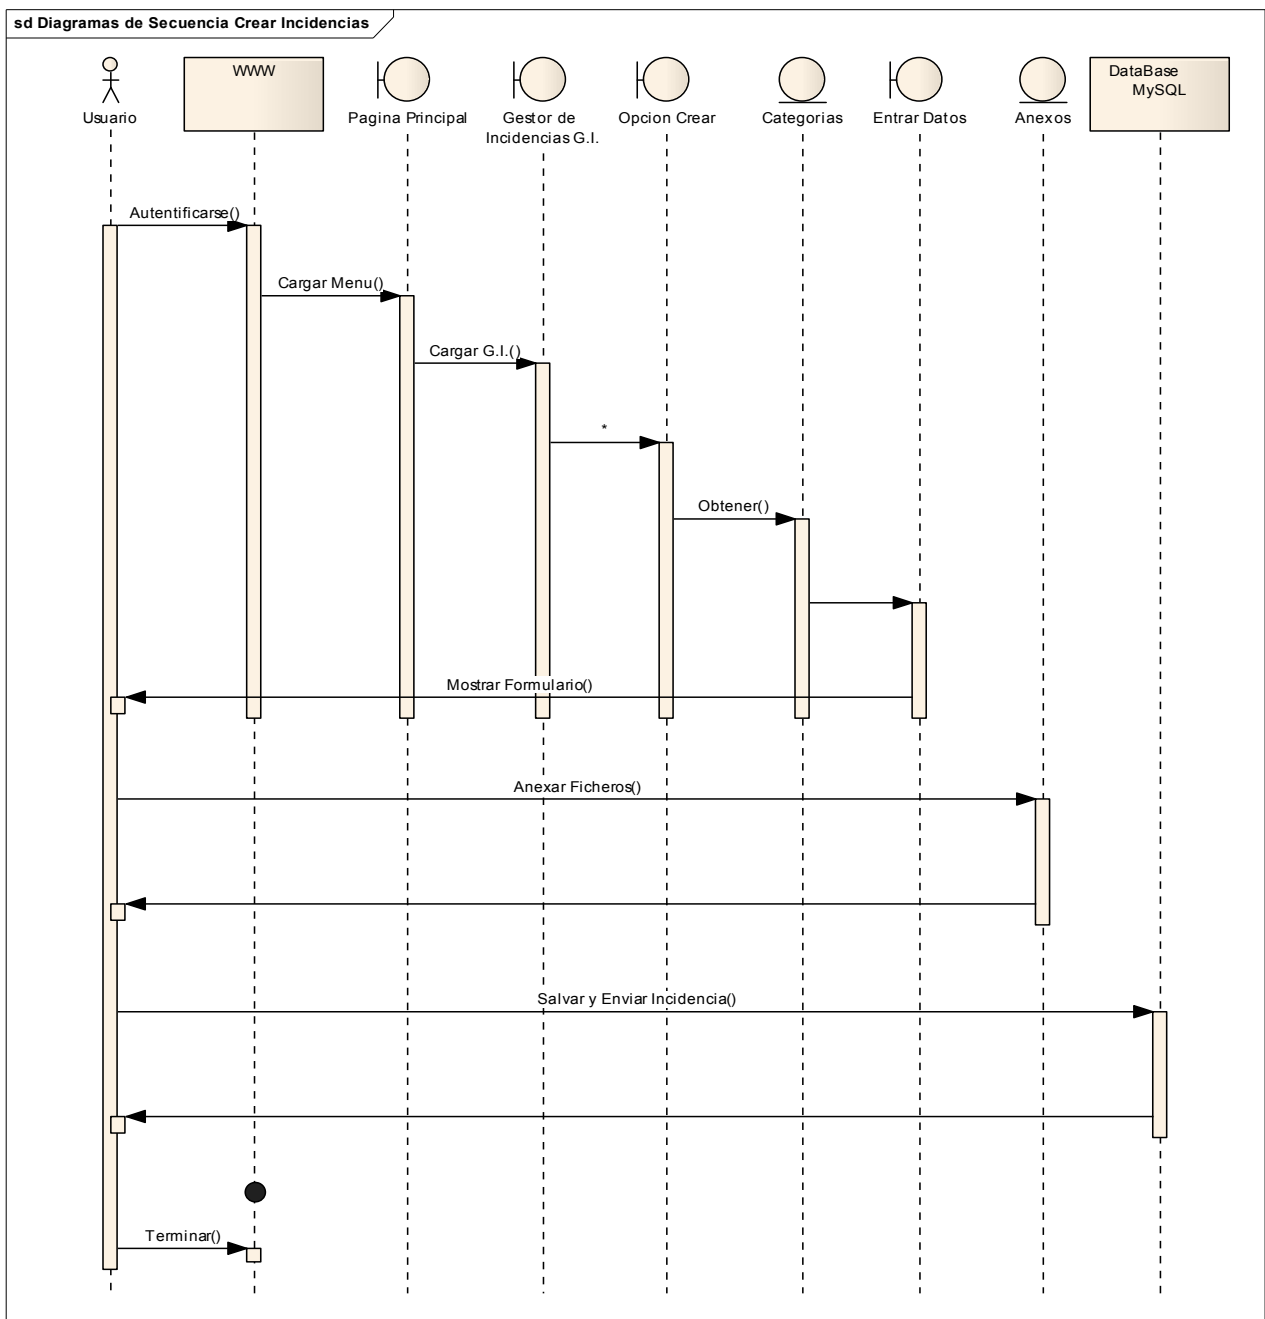 sd Diagramas de Secuencia Crear Incidencias
Usuario
WWW
Pagina Principal
Gestor de
Incidencias G.I.
Opcion Crear
Categorias
Entrar Datos
Anexos
DataBase
MySQL
Autentificarse()
Cargar Menu()
Cargar G.I.()
*
Obtener()
Mostrar Formulario()
Anexar Ficheros()
Salvar y Enviar Incidencia()
Terminar()